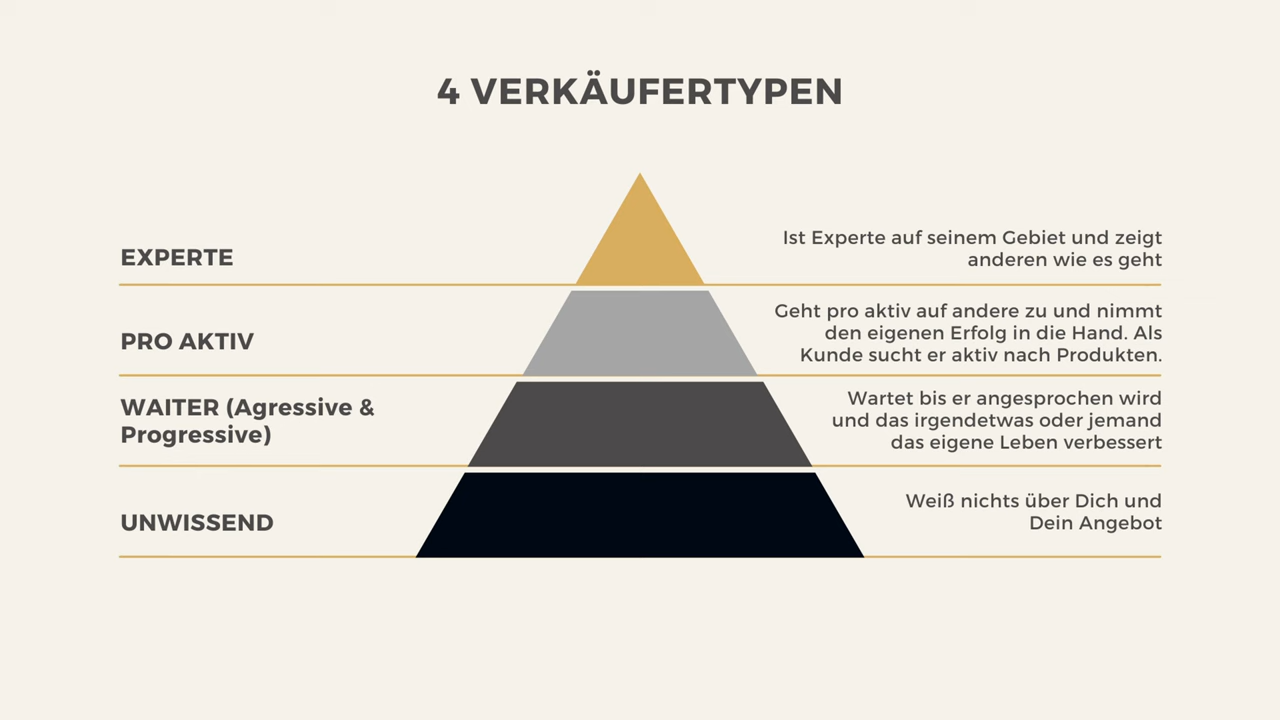 4 VERKÄUFERTYPEN
EXPERTE
Ist Experte auf seinem Gebiet und zeigt
anderen wie es geht
PRO AKTIV
Geht pro aktiv auf andere zu und nimmt
den eigenen Erfolg in die Hand. Als
Kunde sucht er aktiv nach Produkten.
WAITER (Agressive &
Progressive)
Wartet bis er angesprochen wird
und das irgendetwas oder jemand
das eigene Leben verbessert
UNWISSEND
Weiß nichts über Dich und
Dein Angebot